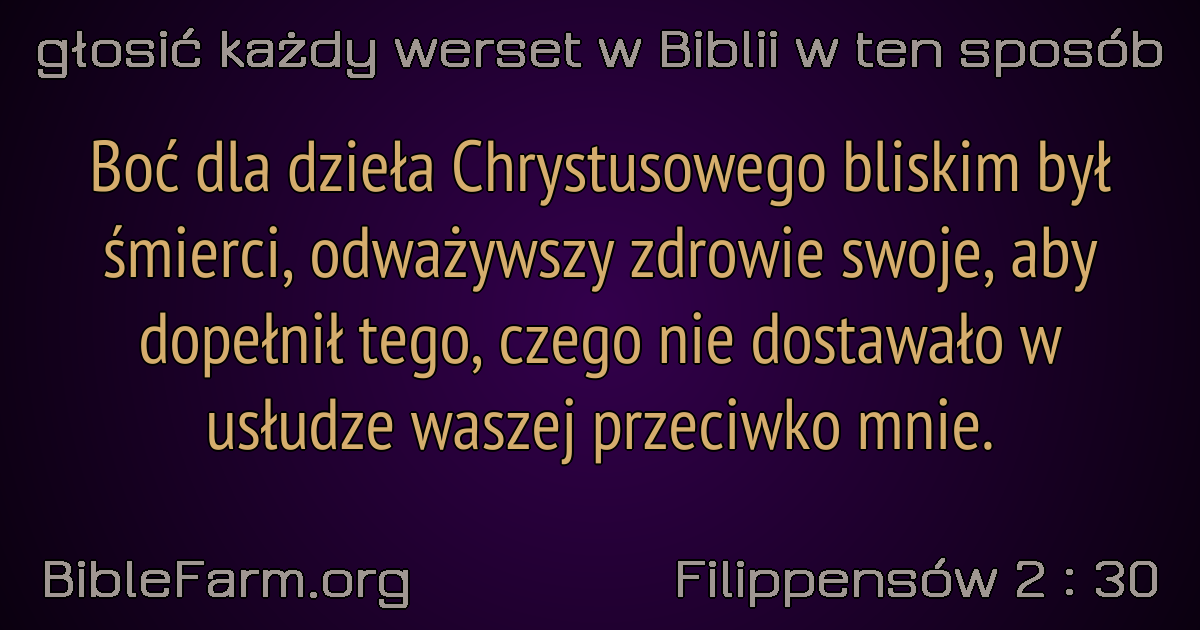 głosić każdy werset w Biblii w ten sposób
Boć dla dzieła Chrystusowego bliskim był
śmierci, odważywszy zdrowie swoje, aby
dopełnił tego, czego nie dostawało w
usłudze waszej przeciwko mnie.
BibleFarm.org
Filippensów 2 : 30